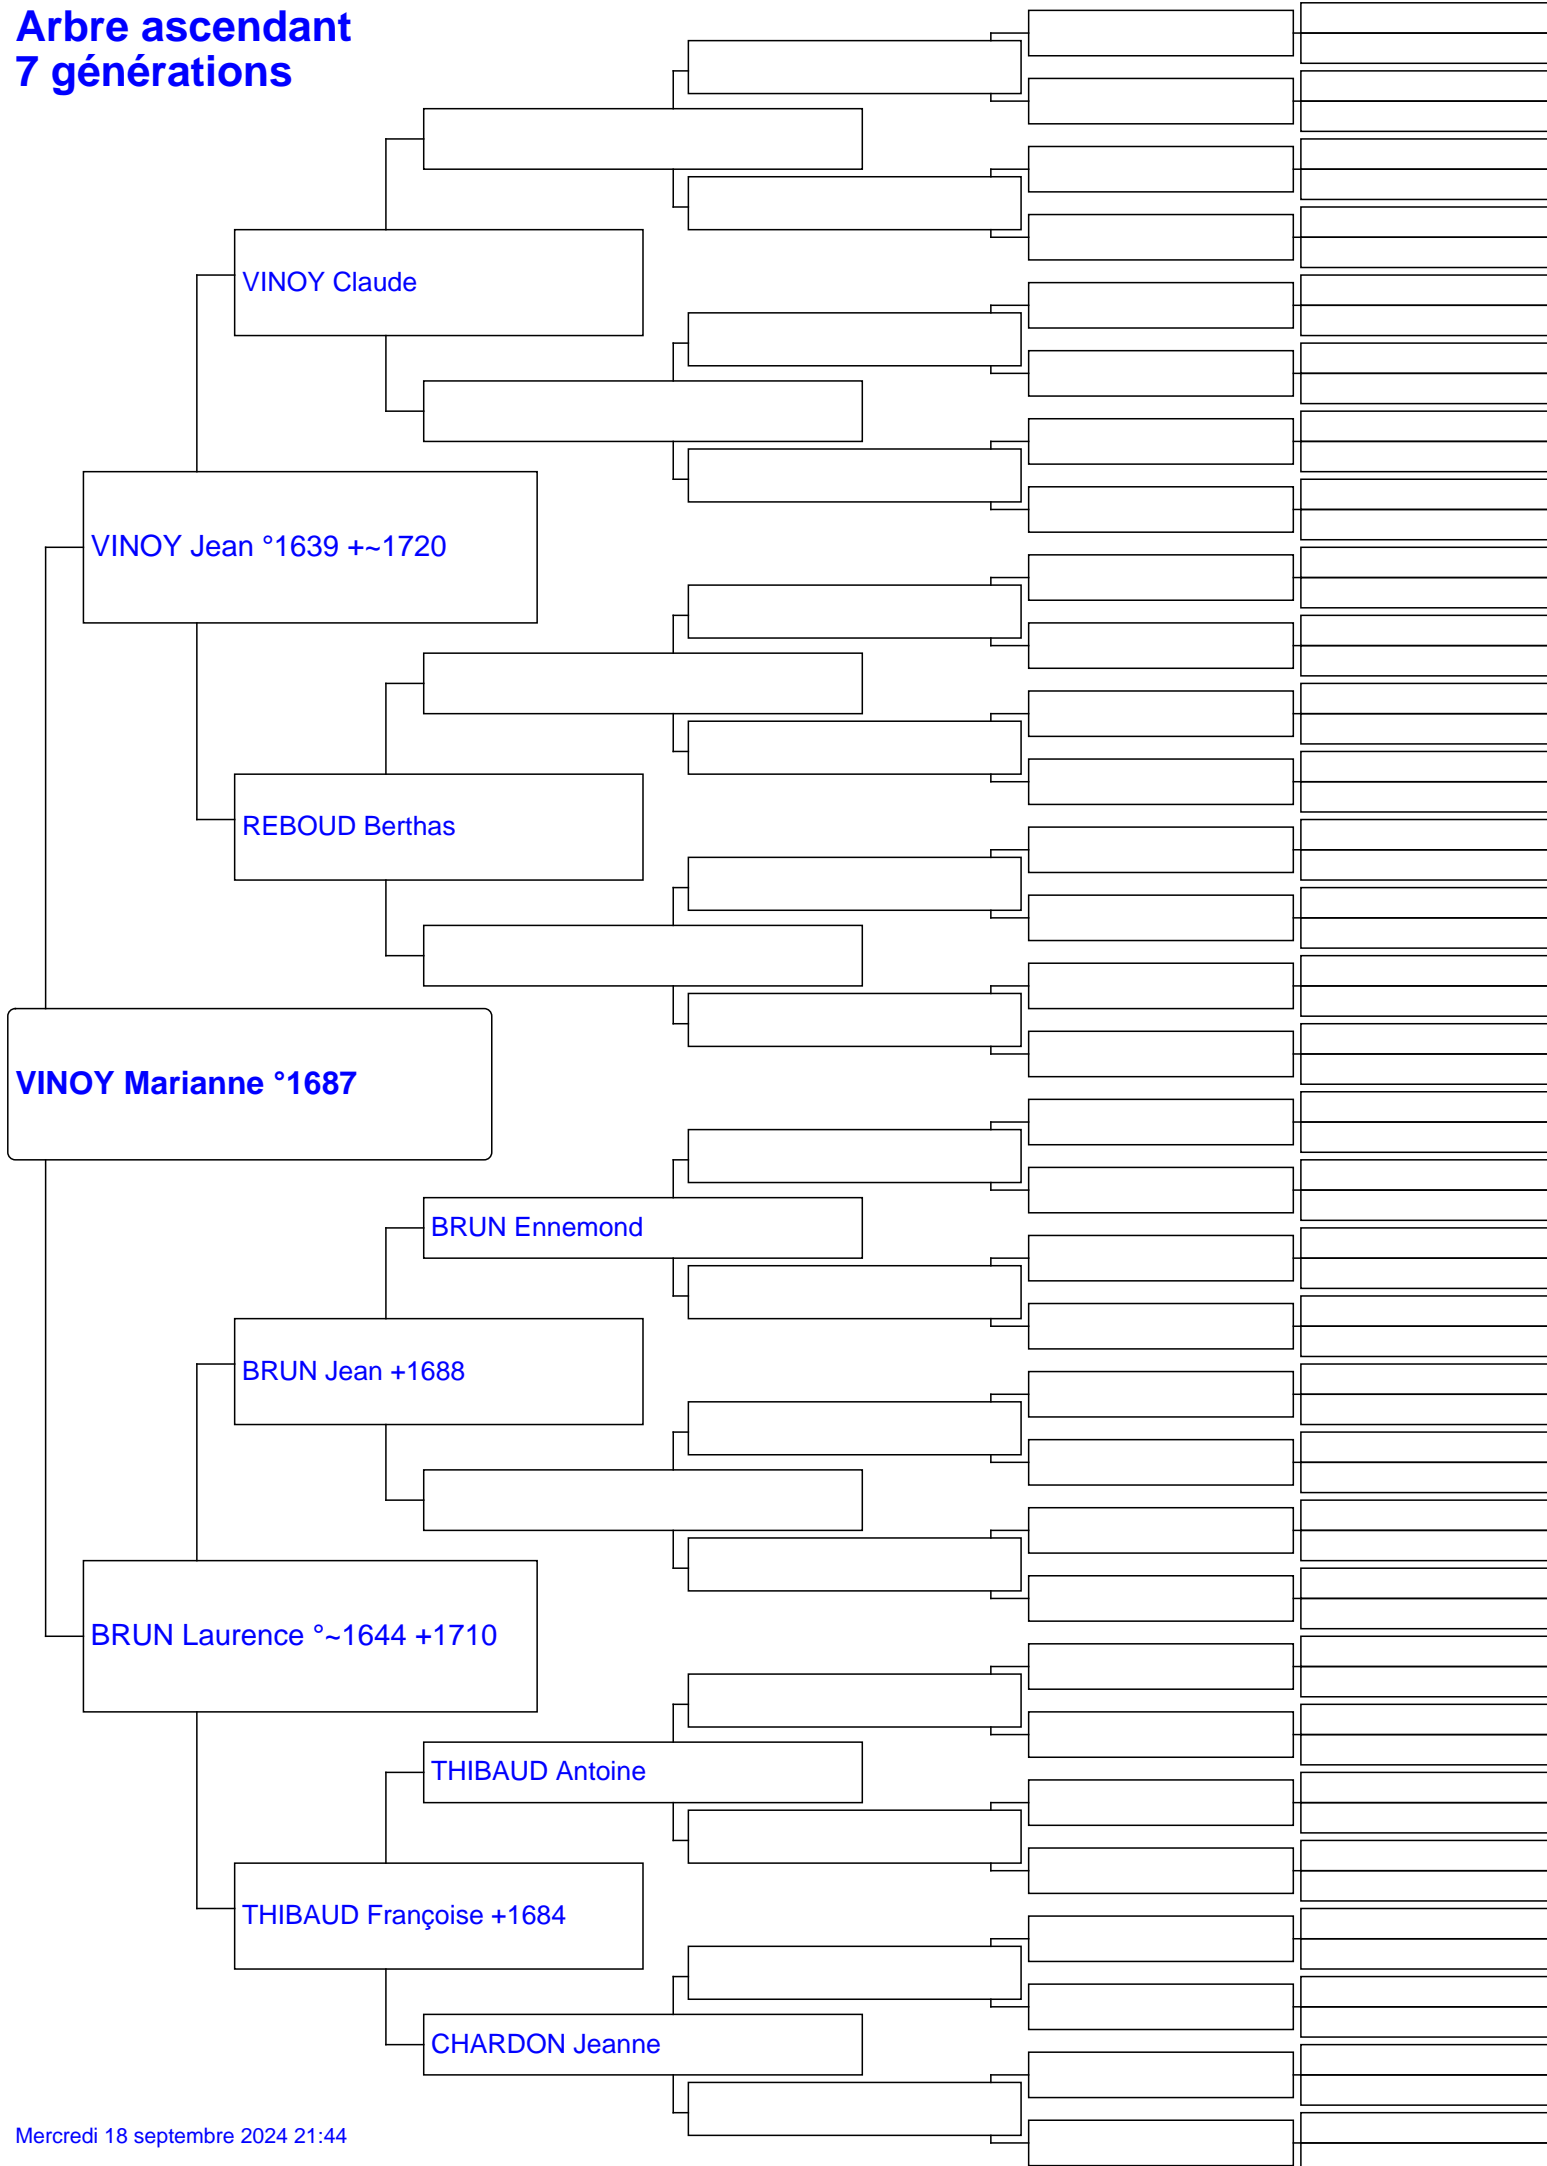 Arbre ascendant
7 générations
VINOY Claude
VINOY Jean °1639 +~1720
REBOUD Berthas
VINOY Marianne °1687
BRUN Ennemond
BRUN Jean +1688
BRUN Laurence °~1644 +1710
THIBAUD Antoine
THIBAUD Françoise +1684
CHARDON Jeanne
Mercredi 18 septembre 2024 21:44